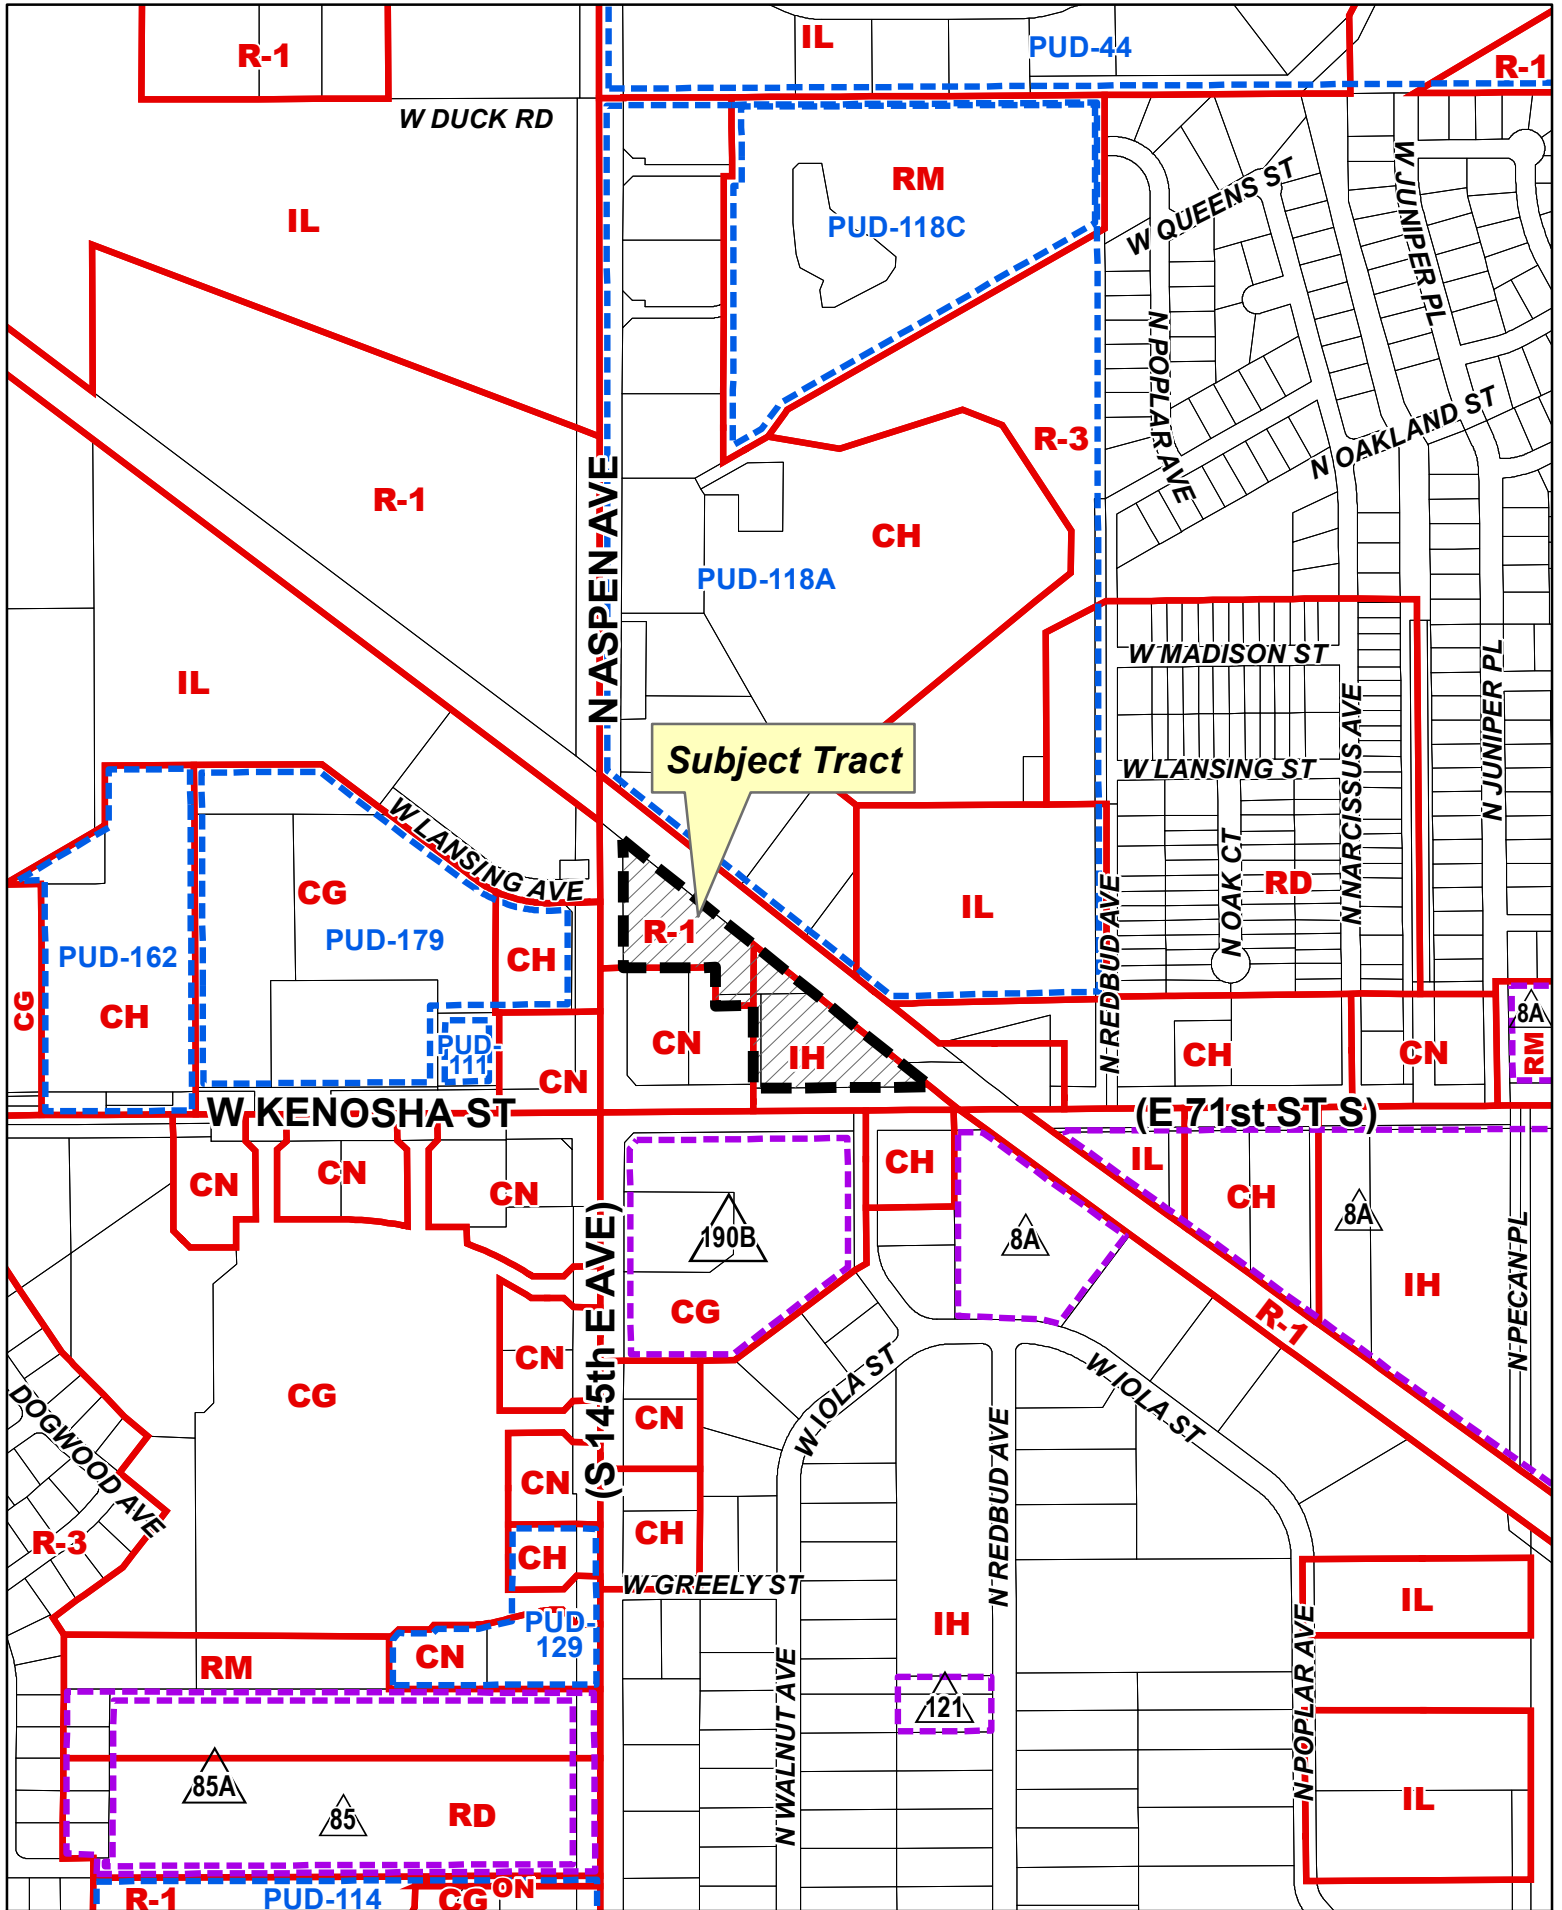 R-1
IL
PUD-44
R-1
W DUCK RD
RM
PUD-118C
IL
W QUEENS ST
W JUNIPER PL
N POPLAR AVE
N OAKLAND ST
R-3
R-1
N ASPEN AVE
CH
PUD-118A
IL
W MADISON ST
N JUNIPER PL
N NARCISSUS AVE
Subject Tract
W LANSING ST
W LANSING AVE
N OAK CT
RD
CG
PUD-179
R-1
IL
N REDBUD AVE
PUD-162
CH
CH
CG
PUD-
111
CN
CN
IH
CH
CN
8A
RM
W KENOSHA ST
(E 71st ST S)
CN
CN
CN
CH
IL
CH
8A
190B
8A
(S 145th E AVE)
CG
IH
R-1
N PECAN PL
CN
CG
W IOLA ST
W IOLA ST
DOGWOOD AVE
CN
CN
N REDBUD AVE
R-3
CH
CH
W GREELY ST
PUD-
129
CN
RM
IH
IL
N POPLAR AVE
N WALNUT AVE
121
85A
85
RD
IL
R-1
PUD-114
CG
ON